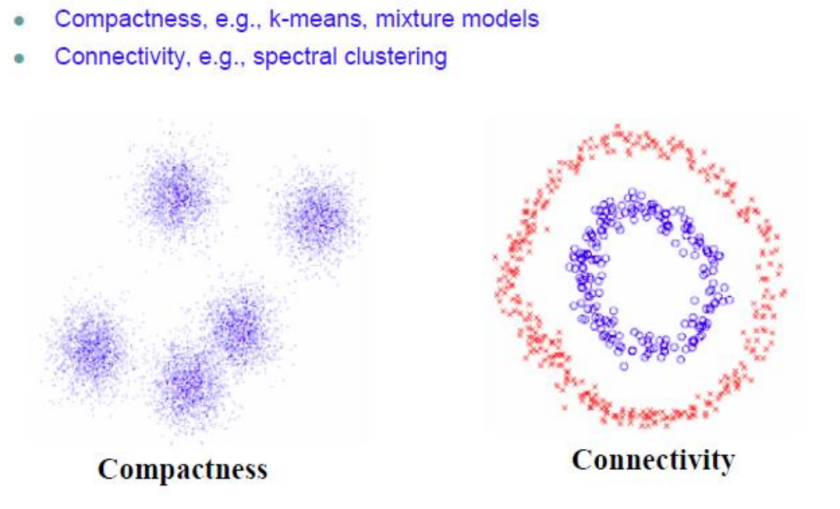 Compactness, e.g., k-means, mixture models
Connectivity, e.g., spectral clustering
Compactness
Connectivity